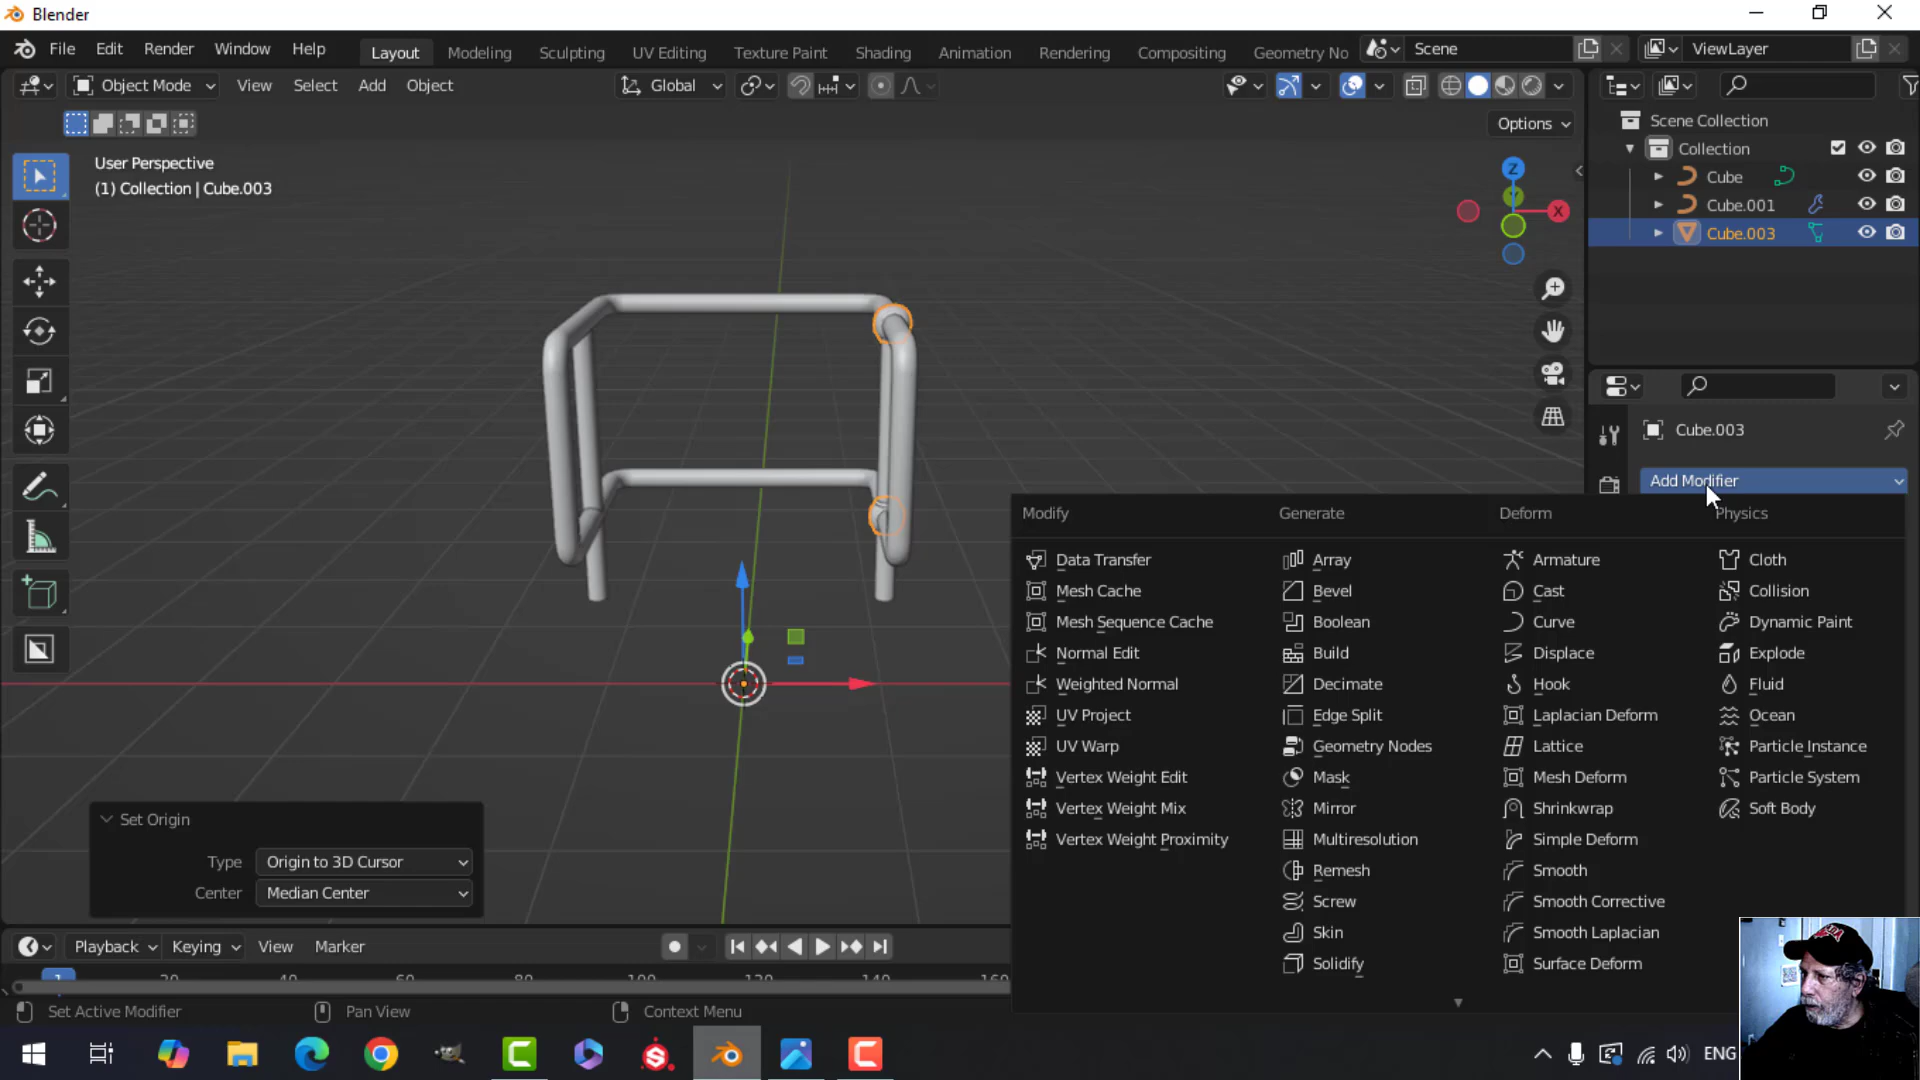 Blender
File Edit Render Window Help Layout Modeling Sculpting UV Editing Texture Paint Shading Animation Rendering Compositing Geometry No Scene ViewLayer
Object Mode View Select Add Object Global
Options
User Perspective
(1) Collection | Cube.003
Z
X
Scene Collection
Collection
Cube
Cube.001
Cube.003
Cube.003
Add Modifier
Modify
Data Transfer
Mesh Cache
Mesh Sequence Cache
Normal Edit
Weighted Normal
UV Project
UV Warp
Vertex Weight Edit
Vertex Weight Mix
Vertex Weight Proximity
Generate
Array
Bevel
Boolean
Build
Decimate
Edge Split
Geometry Nodes
Mask
Mirror
Multiresolution
Remesh
Screw
Skin
Solidify
Deform
Armature
Cast
Curve
Displace
Hook
Laplacian Deform
Lattice
Mesh Deform
Shrinkwrap
Simple Deform
Smooth
Smooth Corrective
Smooth Laplacian
Surface Deform
Physics
Cloth
Collision
Dynamic Paint
Explode
Fluid
Ocean
Particle Instance
Particle System
Soft Body
Set Origin
Type Origin to 3D Cursor
Center Median Center
Playback Keying View Marker
Set Active Modifier Pan View Context Menu
ENG